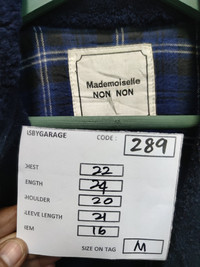 Mademoiselle
NON NON
ISBYGARAGE CODE: 289
CHEST 22
LENGTH 24
SHOULDER 20
SLEEVE LENGTH 21
HEM 16
SIZE ON TAG M